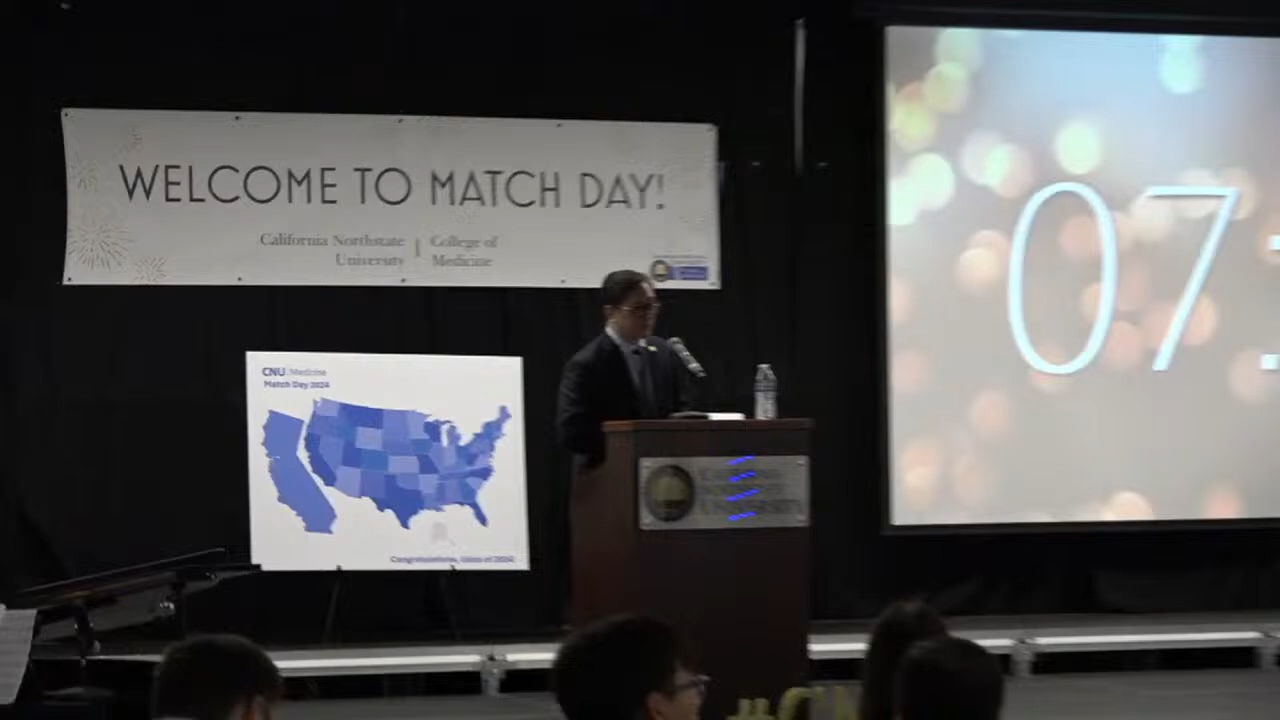 WELCOME TO MATCH DAY!
California Northstate
University
College of
Medicine
07:
CNU Medicine
Match Day 2024
Congratulations, Class of 2024
#CN